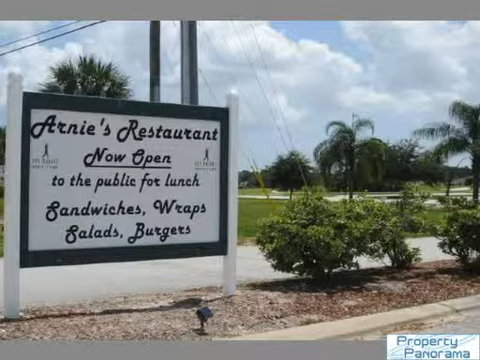 Arnie's Restaurant
Now Open
to the public for lunch
Sandwiches, Wraps
Salads, Burgers
Property
Panorama